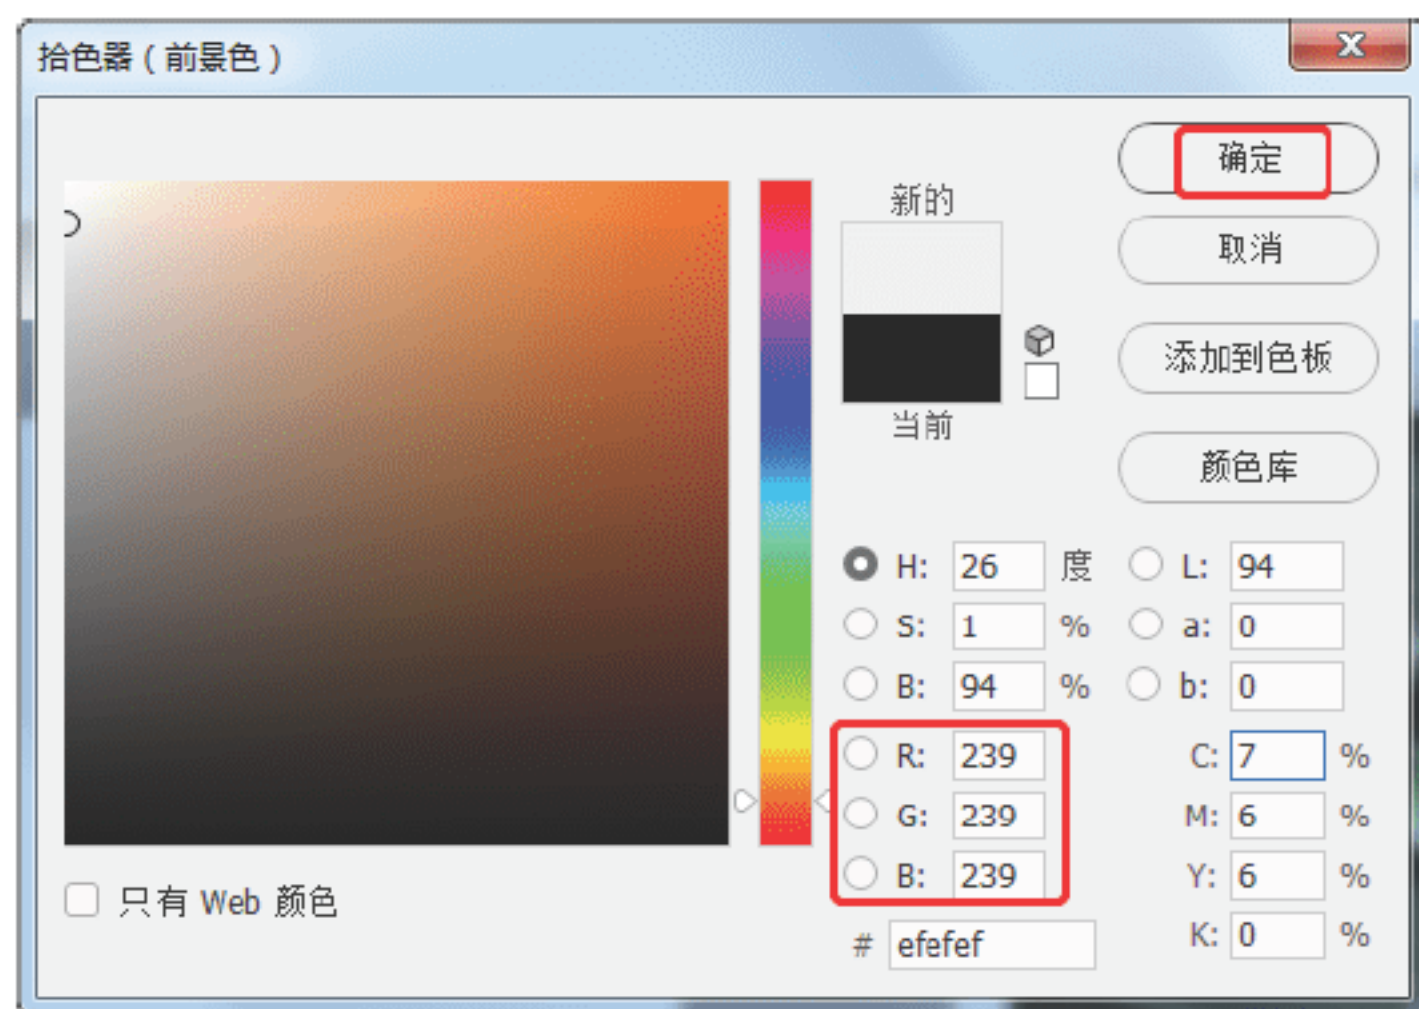 拾色器（前景色）
确定
新的
取消
添加到色板
当前
颜色库
H: 26 度
L: 94
S: 1 %
a: 0
B: 94 %
b: 0
R: 239
C: 7 %
G: 239
M: 6 %
B: 239
Y: 6 %
只有 Web 颜色
# efefef
K: 0 %